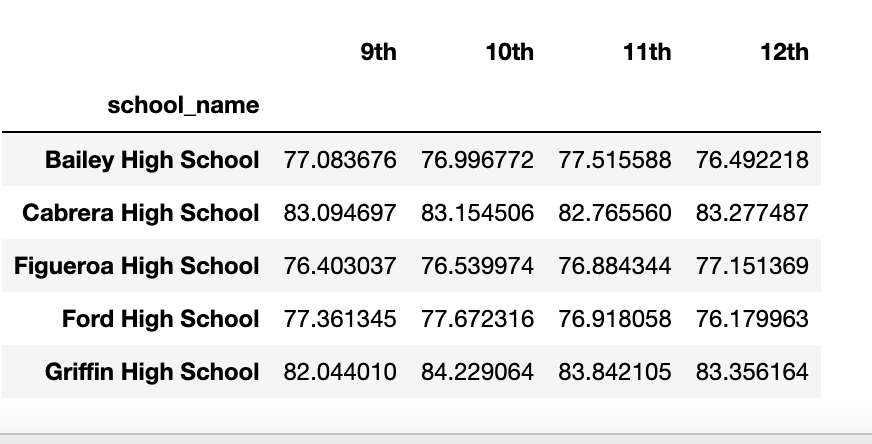 9th 10th 11th 12th
school_name
Bailey High School 77.083676 76.996772 77.515588 76.492218
Cabrera High School 83.094697 83.154506 82.765560 83.277487
Figueroa High School 76.403037 76.539974 76.884344 77.151369
Ford High School 77.361345 77.672316 76.918058 76.179963
Griffin High School 82.044010 84.229064 83.842105 83.356164